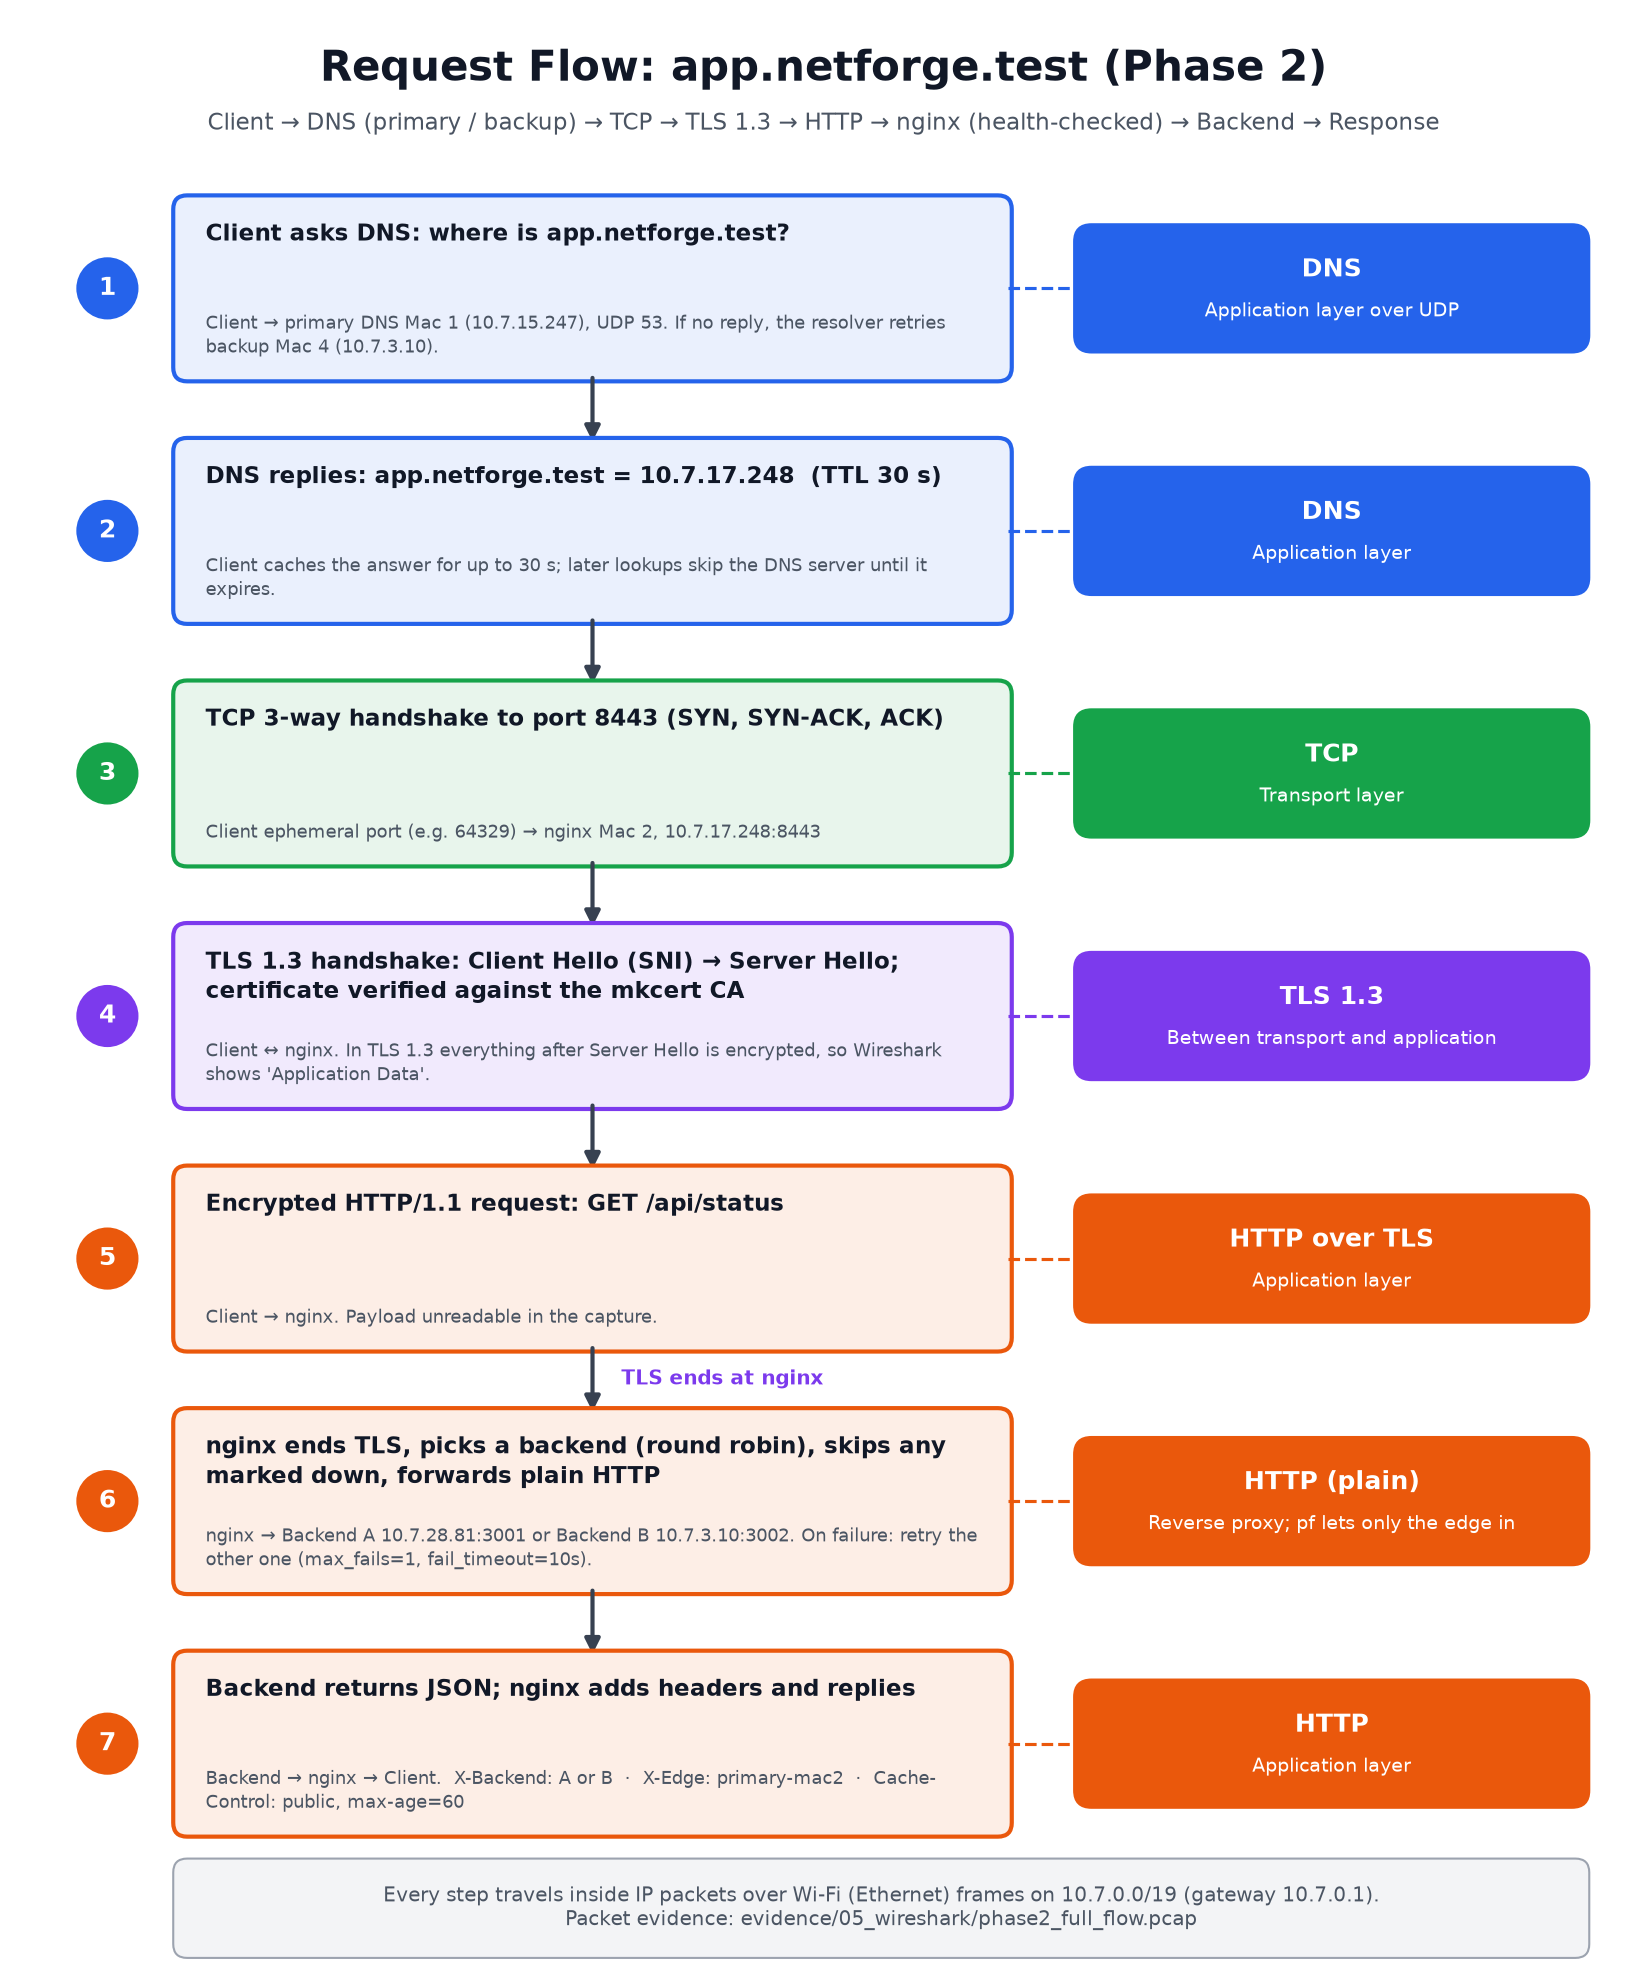 Request Flow: app.netforge.test (Phase 2)
Client → DNS (primary / backup) → TCP → TLS 1.3 → HTTP → nginx (health-checked) → Backend → Response
1
Client asks DNS: where is app.netforge.test?
Client → primary DNS Mac 1 (10.7.15.247), UDP 53. If no reply, the resolver retries
backup Mac 4 (10.7.3.10).
DNS
Application layer over UDP
2
DNS replies: app.netforge.test = 10.7.17.248  (TTL 30 s)
Client caches the answer for up to 30 s; later lookups skip the DNS server until it
expires.
DNS
Application layer
3
TCP 3-way handshake to port 8443 (SYN, SYN-ACK, ACK)
Client ephemeral port (e.g. 64329) → nginx Mac 2, 10.7.17.248:8443
TCP
Transport layer
4
TLS 1.3 handshake: Client Hello (SNI) → Server Hello;
certificate verified against the mkcert CA
Client ↔ nginx. In TLS 1.3 everything after Server Hello is encrypted, so Wireshark
shows 'Application Data'.
TLS 1.3
Between transport and application
5
Encrypted HTTP/1.1 request: GET /api/status
Client → nginx. Payload unreadable in the capture.
HTTP over TLS
Application layer
TLS ends at nginx
6
nginx ends TLS, picks a backend (round robin), skips any
marked down, forwards plain HTTP
nginx → Backend A 10.7.28.81:3001 or Backend B 10.7.3.10:3002. On failure: retry the
other one (max_fails=1, fail_timeout=10s).
HTTP (plain)
Reverse proxy; pf lets only the edge in
7
Backend returns JSON; nginx adds headers and replies
Backend → nginx → Client.  X-Backend: A or B  ·  X-Edge: primary-mac2  ·  Cache-
Control: public, max-age=60
HTTP
Application layer
Every step travels inside IP packets over Wi-Fi (Ethernet) frames on 10.7.0.0/19 (gateway 10.7.0.1).
Packet evidence: evidence/05_wireshark/phase2_full_flow.pcap